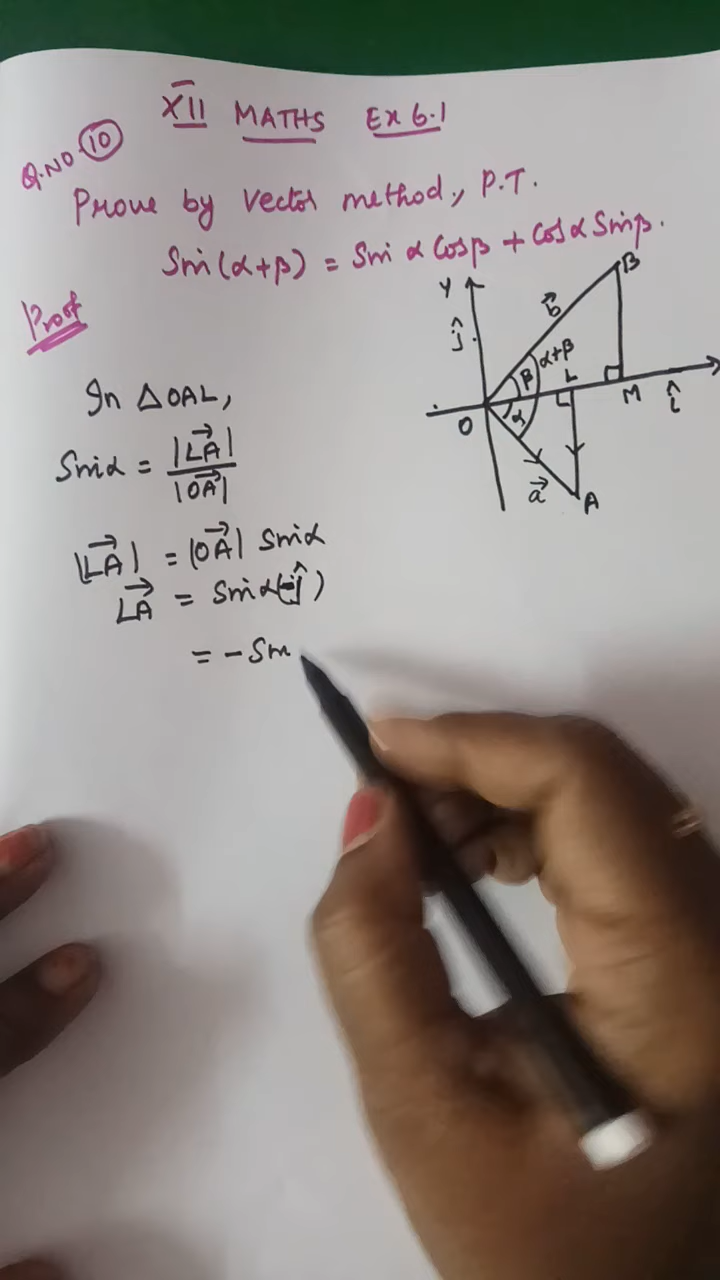 XII MATHS Ex 6.1
Q.NO. 10
Prove by Vector method, P.T.
Sin(α+β) = Sin α Cosβ + Cosα Sinβ.
Proof
In △OAL,
Sinα = |LA→| / |OA→|
|LA→| = |OA→| Sinα
LA→ = Sinα(-ĵ)
= - Sin
Y
ĵ
b→
B
α+β
β
L
O
α
M
î
a→
A